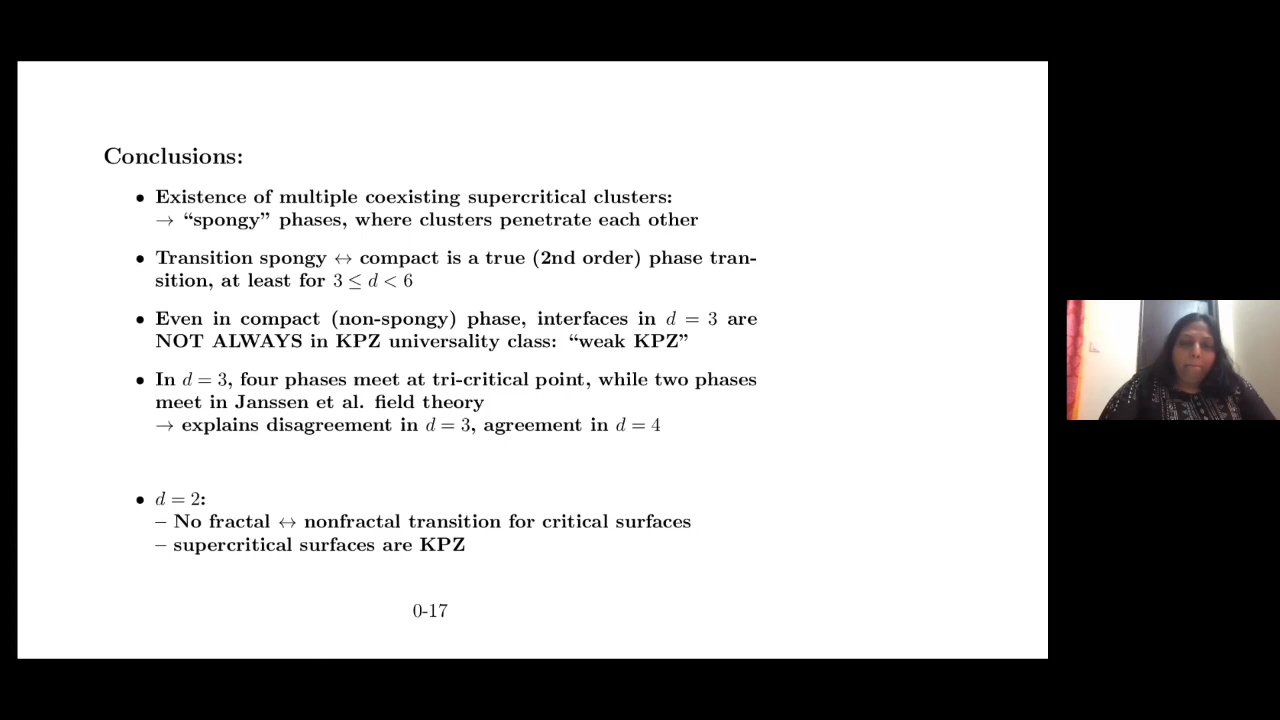 Conclusions:
• Existence of multiple coexisting supercritical clusters:
→ “spongy” phases, where clusters penetrate each other
• Transition spongy ↔ compact is a true (2nd order) phase tran-
sition, at least for 3 ≤ d < 6
• Even in compact (non-spongy) phase, interfaces in d = 3 are
NOT ALWAYS in KPZ universality class: “weak KPZ”
• In d = 3, four phases meet at tri-critical point, while two phases
meet in Janssen et al. field theory
→ explains disagreement in d = 3, agreement in d = 4
• d = 2:
– No fractal ↔ nonfractal transition for critical surfaces
– supercritical surfaces are KPZ
0-17